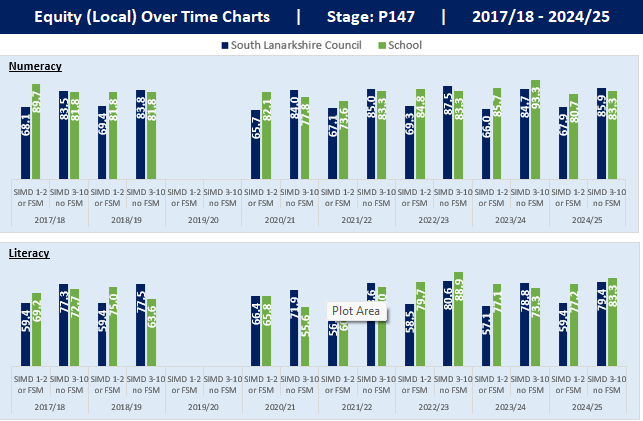 Equity (Local) Over Time Charts | Stage: P147 | 2017/18 - 2024/25
South Lanarkshire Council School
Numeracy
68.1 89.7 83.5 81.8 69.4 81.8 83.8 81.8 65.7 82.1 84.0 77.8 67.1 73.6 85.0 83.3 69.3 84.8 87.5 83.3 66.0 85.7 84.7 93.3 67.9 80.7 85.9 83.3
SIMD 1-2 SIMD 3-10 SIMD 1-2 SIMD 3-10 SIMD 1-2 SIMD 3-10 SIMD 1-2 SIMD 3-10 SIMD 1-2 SIMD 3-10 SIMD 1-2 SIMD 3-10 SIMD 1-2 SIMD 3-10 SIMD 1-2 SIMD 3-10
or FSM no FSM or FSM no FSM or FSM no FSM or FSM no FSM or FSM no FSM or FSM no FSM or FSM no FSM or FSM no FSM
2017/18 2018/19 2019/20 2020/21 2021/22 2022/23 2023/24 2024/25
Literacy
59.4 69.2 77.3 72.7 59.4 75.0 77.5 63.6 66.4 65.8 71.9 55.6 58.5 79.7 80.6 88.9 57.1 77.1 78.8 73.3 59.4 77.2 79.4 83.3
Plot Area
SIMD 1-2 SIMD 3-10 SIMD 1-2 SIMD 3-10 SIMD 1-2 SIMD 3-10 SIMD 1-2 SIMD 3-10 SIMD 1-2 SIMD 3-10 SIMD 1-2 SIMD 3-10 SIMD 1-2 SIMD 3-10 SIMD 1-2 SIMD 3-10
or FSM no FSM or FSM no FSM or FSM no FSM or FSM no FSM or FSM no FSM or FSM no FSM or FSM no FSM or FSM no FSM
2017/18 2018/19 2019/20 2020/21 2021/22 2022/23 2023/24 2024/25